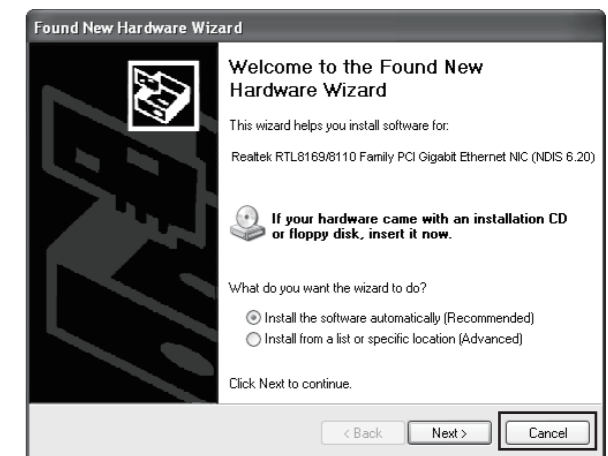 Found New Hardware Wizard
Welcome to the Found New
Hardware Wizard
This wizard helps you install software for:
Realtek RTL8169/8110 Family PCI Gigabit Ethernet NIC (NDIS 6.20)
If your hardware came with an installation CD
or floppy disk, insert it now.
What do you want the wizard to do?
Install the software automatically (Recommended)
Install from a list or specific location (Advanced)
Click Next to continue.
< Back Next > Cancel